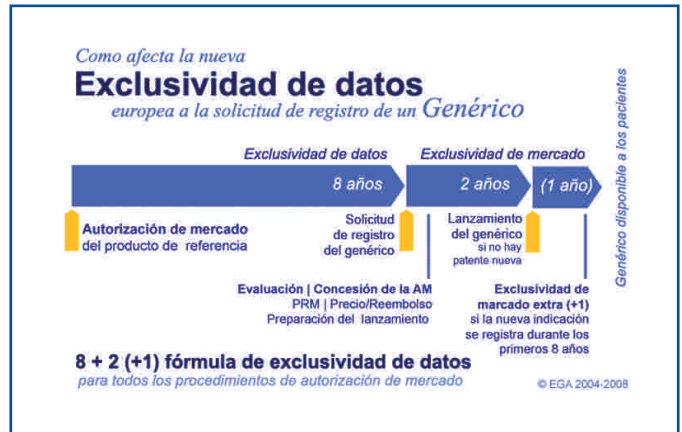 Como afecta la nueva
Exclusividad de datos
europea a la solicitud de registro de un Genérico
Exclusividad de datos
Exclusividad de mercado
8 años
2 años
(1 año)
Genérico disponible a los pacientes
Autorización de mercado
del producto de referencia
Solicitud
de registro
del genérico
Lanzamiento
del genérico
si no hay
patente nueva
Evaluación | Concesión de la AM
PRM | Precio/Reembolso
Preparación del lanzamiento
Exclusividad de
mercado extra (+1)
si la nueva indicación
se registra durante los
primeros 8 años
8 + 2 (+1) fórmula de exclusividad de datos
para todos los procedimientos de autorización de mercado
© EGA 2004-2008